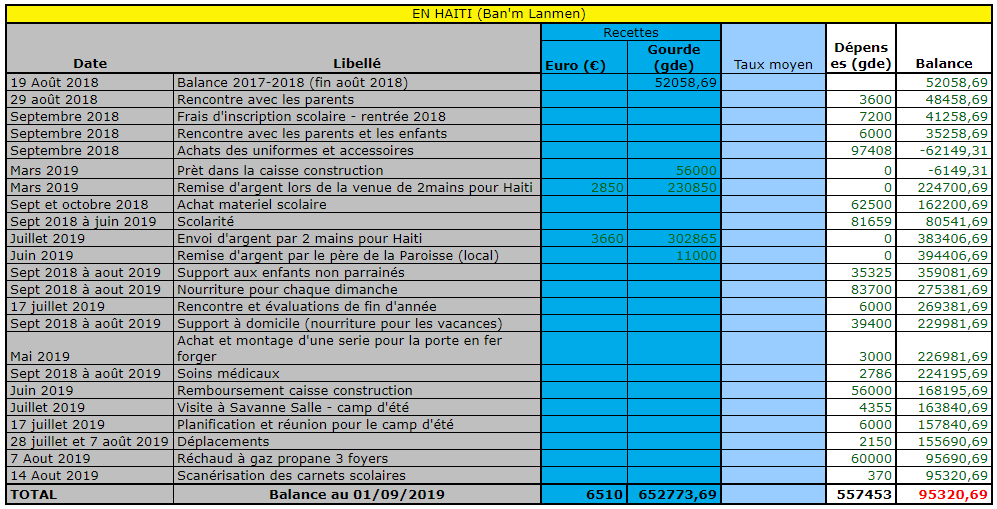 EN HAITI (Ban'm Lanmen)
Recettes
Date Libellé Euro (€) Gourde (gde) Taux moyen Dépenses (gde) Balance
19 Août 2018 Balance 2017-2018 (fin août 2018) 52058,69 52058,69
29 août 2018 Rencontre avec les parents 3600 48458,69
Septembre 2018 Frais d'inscription scolaire - rentrée 2018 7200 41258,69
Septembre 2018 Rencontre avec les parents et les enfants 6000 35258,69
Septembre 2018 Achats des uniformes et accessoires 97408 -62149,31
Mars 2019 Prèt dans la caisse construction 56000 0 -6149,31
Mars 2019 Remise d'argent lors de la venue de 2mains pour Haiti 2850 230850 0 224700,69
Sept et octobre 2018 Achat materiel scolaire 62500 162200,69
Sept 2018 à juin 2019 Scolarité 81659 80541,69
Juillet 2019 Envoi d'argent par 2 mains pour Haiti 3660 302865 0 383406,69
Juin 2019 Remise d'argent par le père de la Paroisse (local) 11000 0 394406,69
Sept 2018 à aout 2019 Support aux enfants non parrainés 35325 359081,69
Sept 2018 à aout 2019 Nourriture pour chaque dimanche 83700 275381,69
17 juillet 2019 Rencontre et évaluations de fin d'année 6000 269381,69
Sept 2018 à août 2019 Support à domicile (nourriture pour les vacances) 39400 229981,69
Achat et montage d'une serie pour la porte en fer
Mai 2019 forger 3000 226981,69
Sept 2018 à août 2019 Soins médicaux 2786 224195,69
Juin 2019 Remboursement caisse construction 56000 168195,69
Juillet 2019 Visite à Savanne Salle - camp d'été 4355 163840,69
17 juillet 2019 Planification et réunion pour le camp d'été 6000 157840,69
28 juillet et 7 août 2019 Déplacements 2150 155690,69
7 Aout 2019 Réchaud à gaz propane 3 foyers 60000 95690,69
14 Aout 2019 Scanérisation des carnets scolaires 370 95320,69
TOTAL Balance au 01/09/2019 6510 652773,69 557453 95320,69